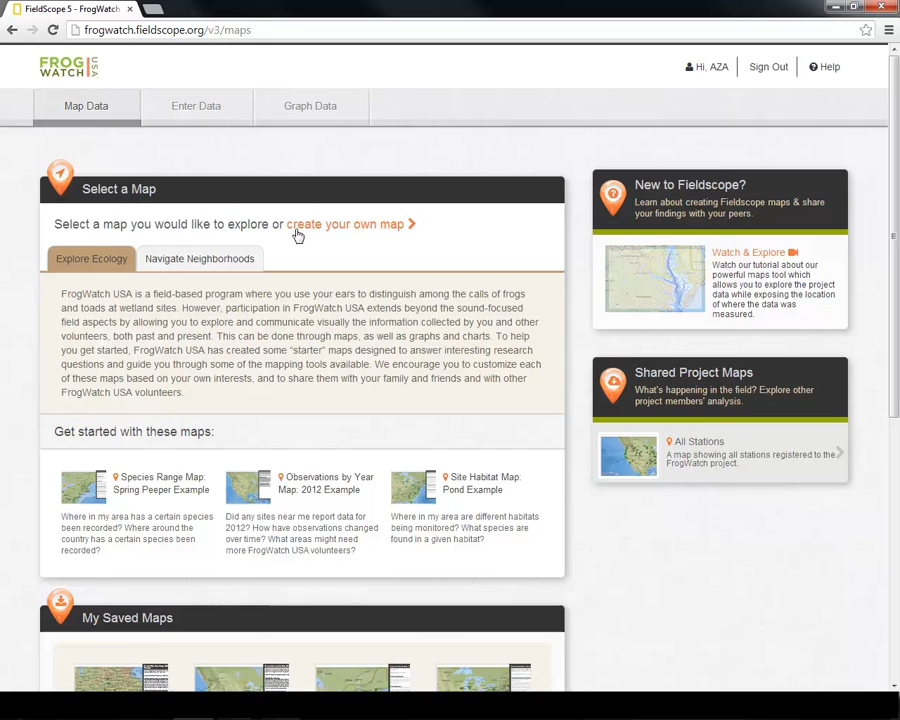 FieldScope 5 - FrogWatch
frogwatch.fieldscope.org/v3/maps
FROG
WATCH USA
Hi, AZA
Sign Out
Help
Map Data
Enter Data
Graph Data
Select a Map
Select a map you would like to explore or create your own map
Explore Ecology
Navigate Neighborhoods
FrogWatch USA is a field-based program where you use your ears to distinguish among the calls of frogs
and toads at wetland sites. However, participation in FrogWatch USA extends beyond the sound-focused
field aspects by allowing you to explore and communicate visually the information collected by you and other
volunteers, both past and present. This can be done through maps, as well as graphs and charts. To help
you get started, FrogWatch USA has created some “starter” maps designed to answer interesting research
questions and guide you through some of the mapping tools available. We encourage you to customize each
of these maps based on your own interests, and to share them with your family and friends and with other
FrogWatch USA volunteers.
Get started with these maps:
Species Range Map:
Spring Peeper Example
Where in my area has a certain species
been recorded? Where around the
country has a certain species been
recorded?
Observations by Year
Map: 2012 Example
Did any sites near me report data for
2012? How have observations changed
over time? What areas might need
more FrogWatch USA volunteers?
Site Habitat Map:
Pond Example
Where in my area are different habitats
being monitored? What species are
found in a given habitat?
My Saved Maps
New to Fieldscope?
Learn about creating Fieldscope maps & share
your findings with your peers.
Watch & Explore
Watch our tutorial about our
powerful maps tool which
allows you to explore the project
data while exposing the location
of where the data was
measured.
Shared Project Maps
What's happening in the field? Explore other
project members' analysis.
All Stations
A map showing all stations registered to the
FrogWatch project.